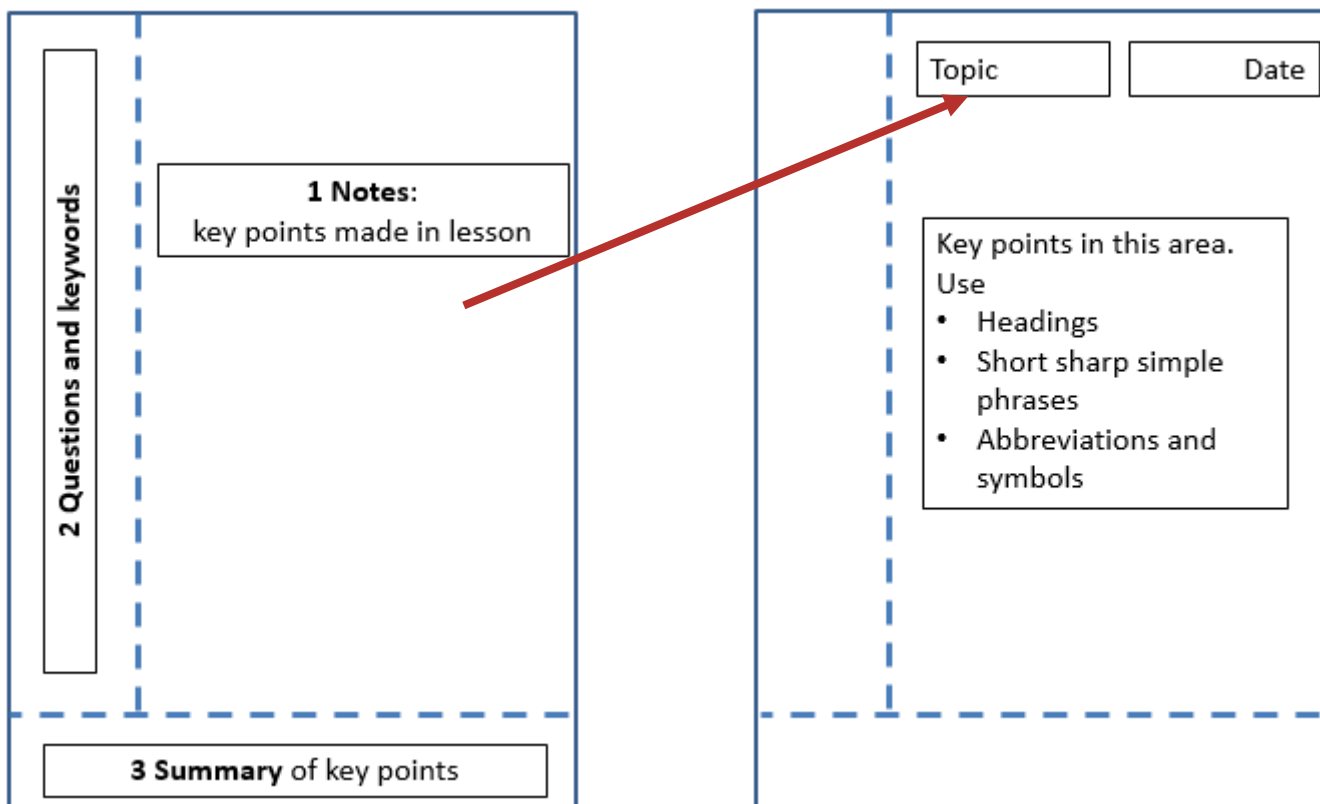 2 Questions and keywords
1 Notes:
key points made in lesson
3 Summary of key points
Topic
Date
Key points in this area.
Use
• Headings
• Short sharp simple
phrases
• Abbreviations and
symbols